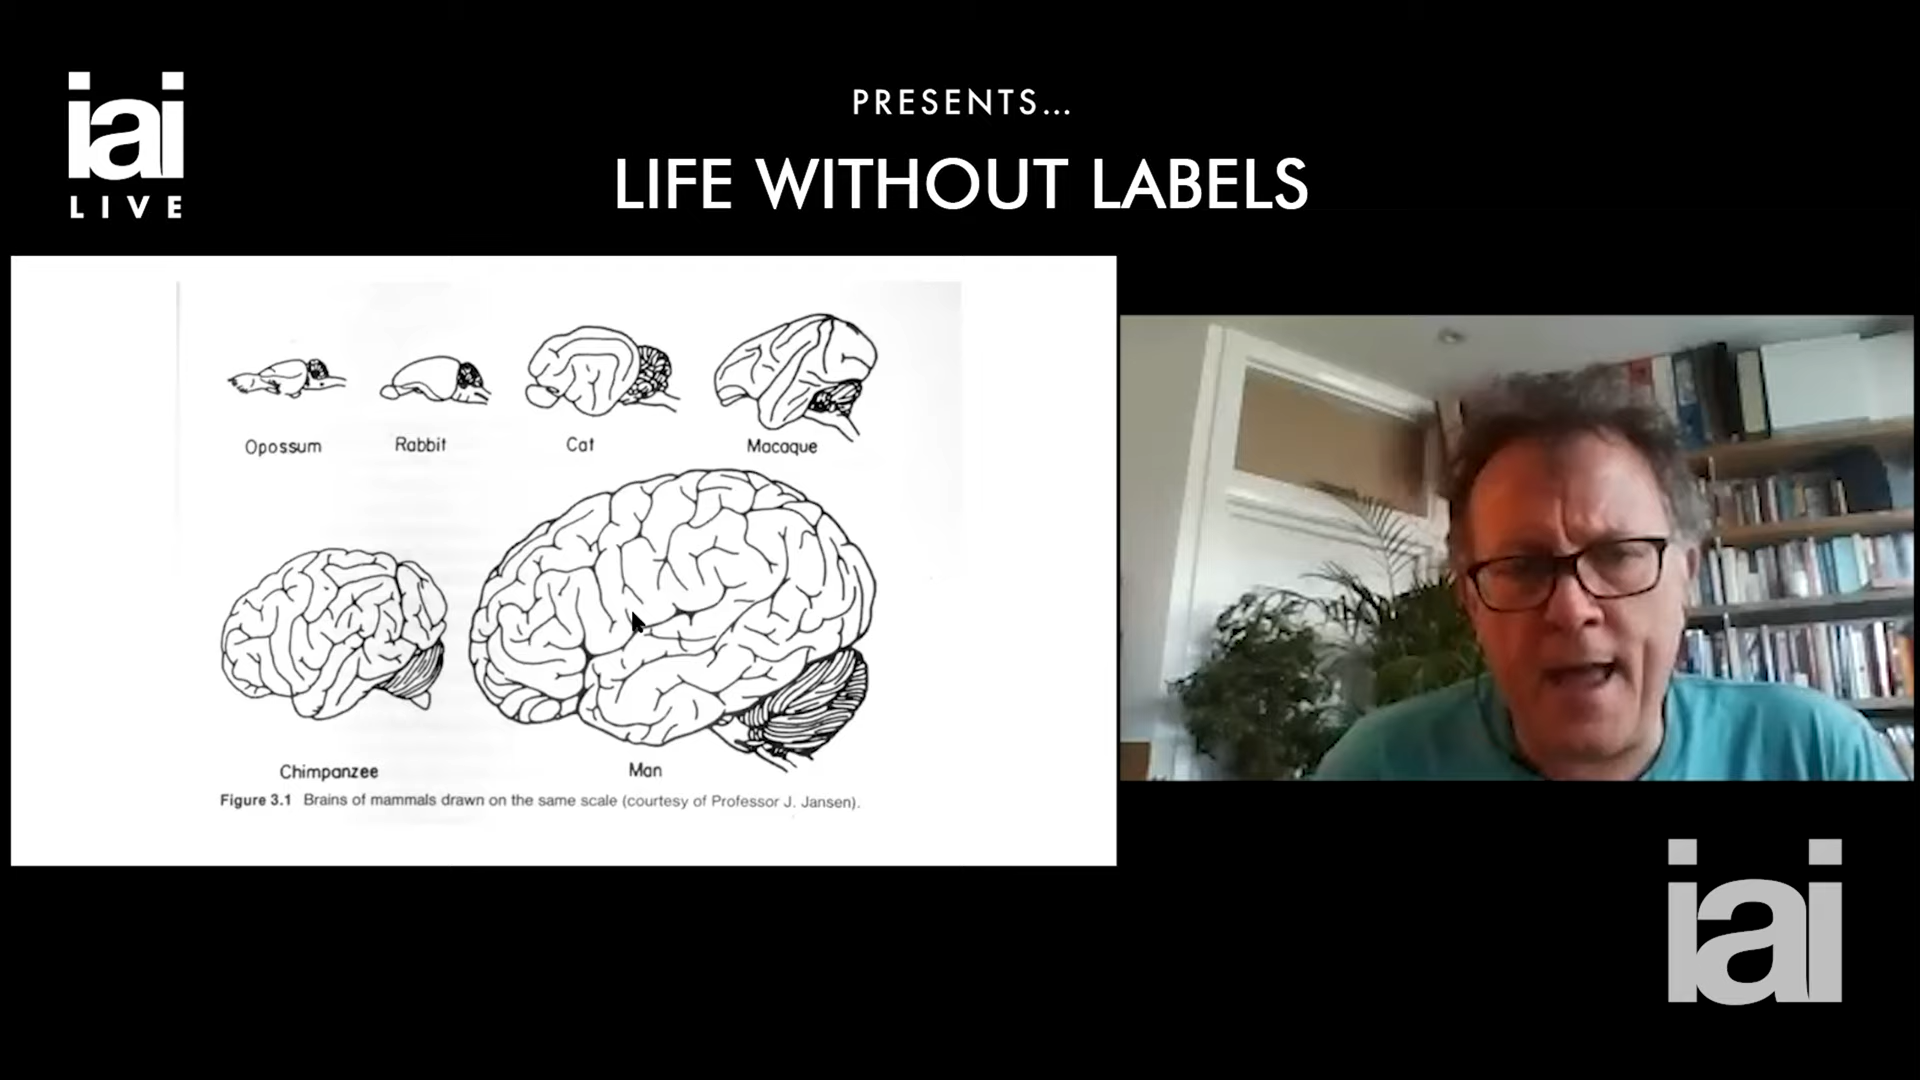 iai
LIVE
PRESENTS...
LIFE WITHOUT LABELS
Opossum
Rabbit
Cat
Macaque
Chimpanzee
Man
Figure 3.1 Brains of mammals drawn on the same scale (courtesy of Professor J. Jansen).
iai